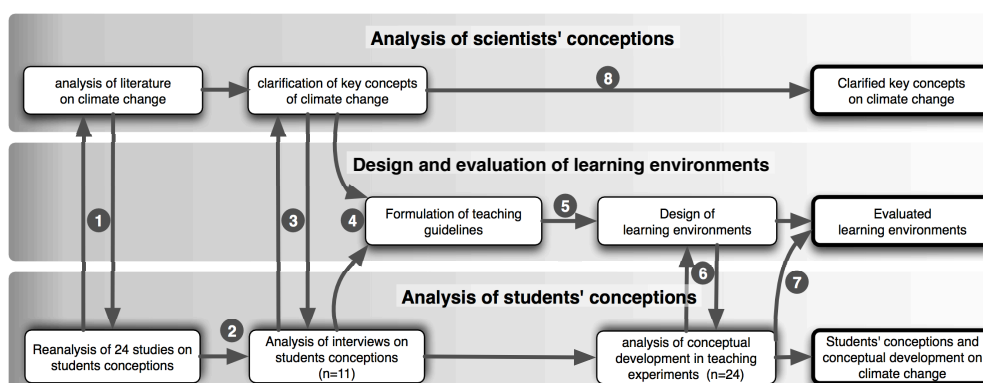 Analysis of scientists' conceptions
analysis of literature
on climate change
clarification of key concepts
of climate change
8
Clarified key concepts
on climate change
Design and evaluation of learning environments
1
3
4
Formulation of teaching
guidelines
5
Design of
learning environments
Evaluated
learning environments
6
7
Analysis of students' conceptions
Reanalysis of 24 studies on
students conceptions
2
Analysis of interviews on
students conceptions
(n=11)
analysis of conceptual
development in teaching
experiments (n=24)
Students' conceptions and
conceptual development on
climate change